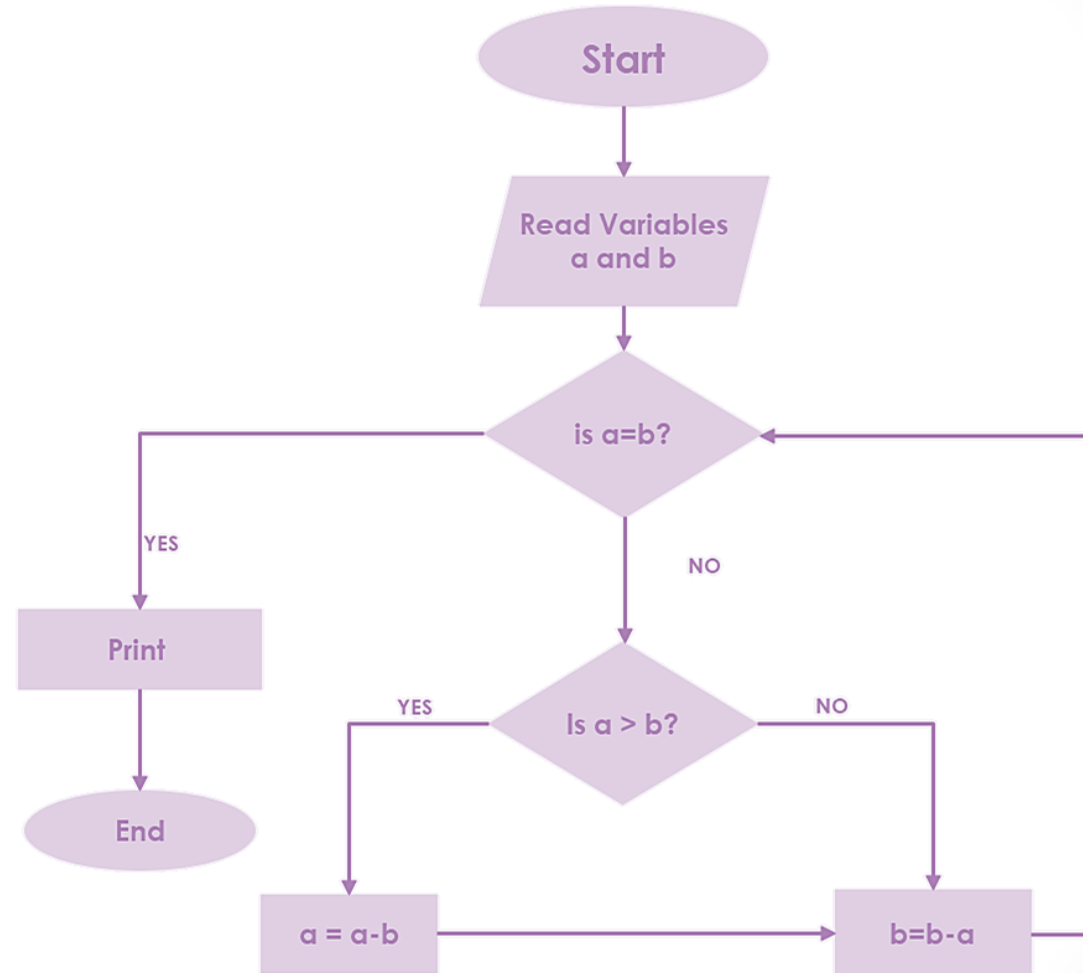 Start
Read Variables
a and b
is a=b?
YES
NO
Print
Is a > b?
YES
NO
End
a = a-b
b=b-a